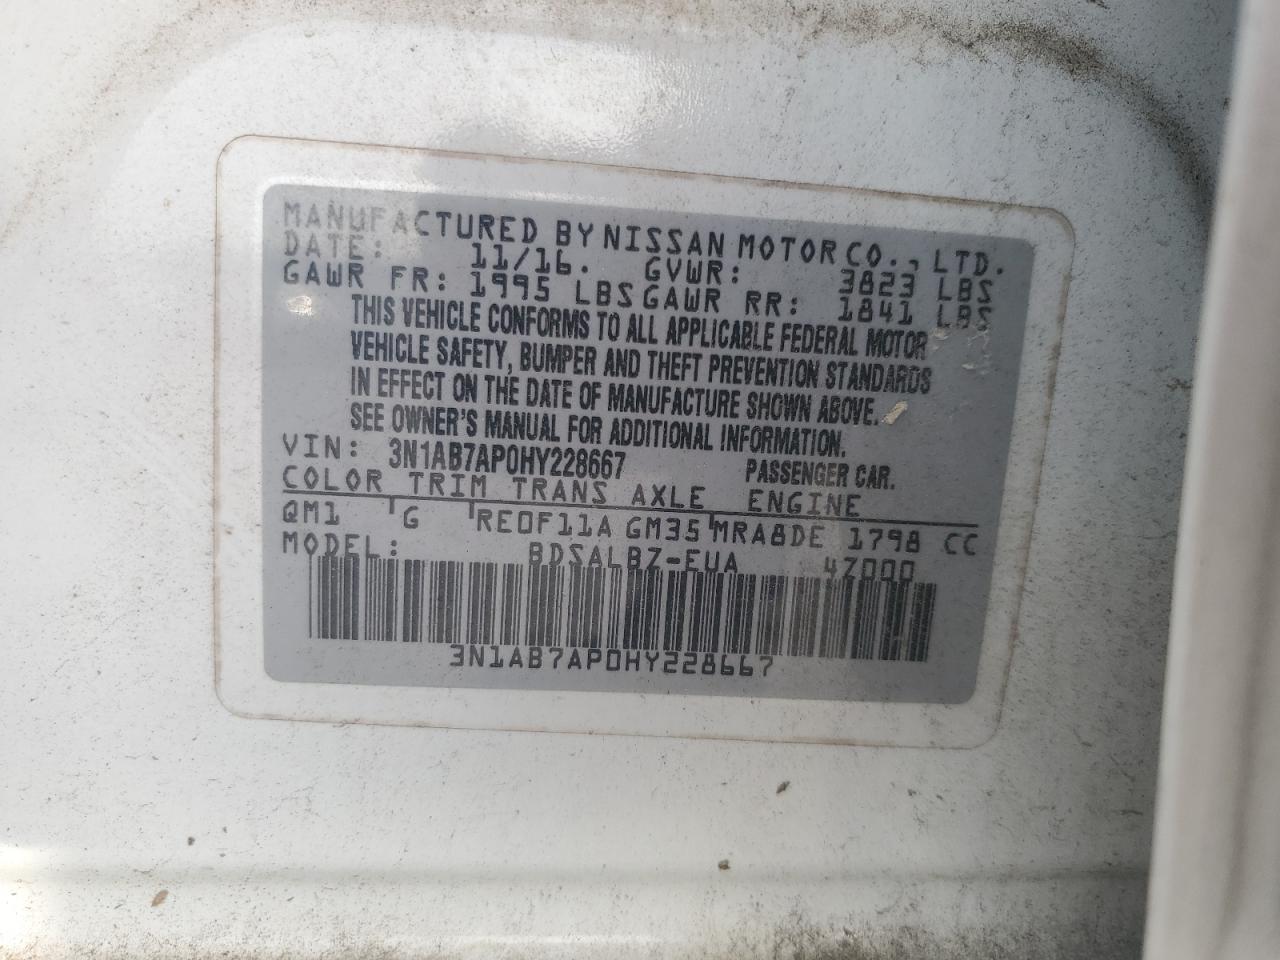 MANUFACTURED BY NISSAN MOTOR CO., LTD.
DATE: 11/16. GVWR: 3823 LBS
GAWR FR: 1995 LBS GAWR RR: 1841 LBS
THIS VEHICLE CONFORMS TO ALL APPLICABLE FEDERAL MOTOR
VEHICLE SAFETY, BUMPER AND THEFT PREVENTION STANDARDS
IN EFFECT ON THE DATE OF MANUFACTURE SHOWN ABOVE.
SEE OWNER'S MANUAL FOR ADDITIONAL INFORMATION.
VIN: 3N1AB7AP0HY228667 PASSENGER CAR.
COLOR TRIM TRANS AXLE ENGINE
QM1 G RE0F11A GM35 MRA8DE 1798 CC
MODEL: BDSALBZ-EUA 4Z000
3N1AB7AP0HY228667